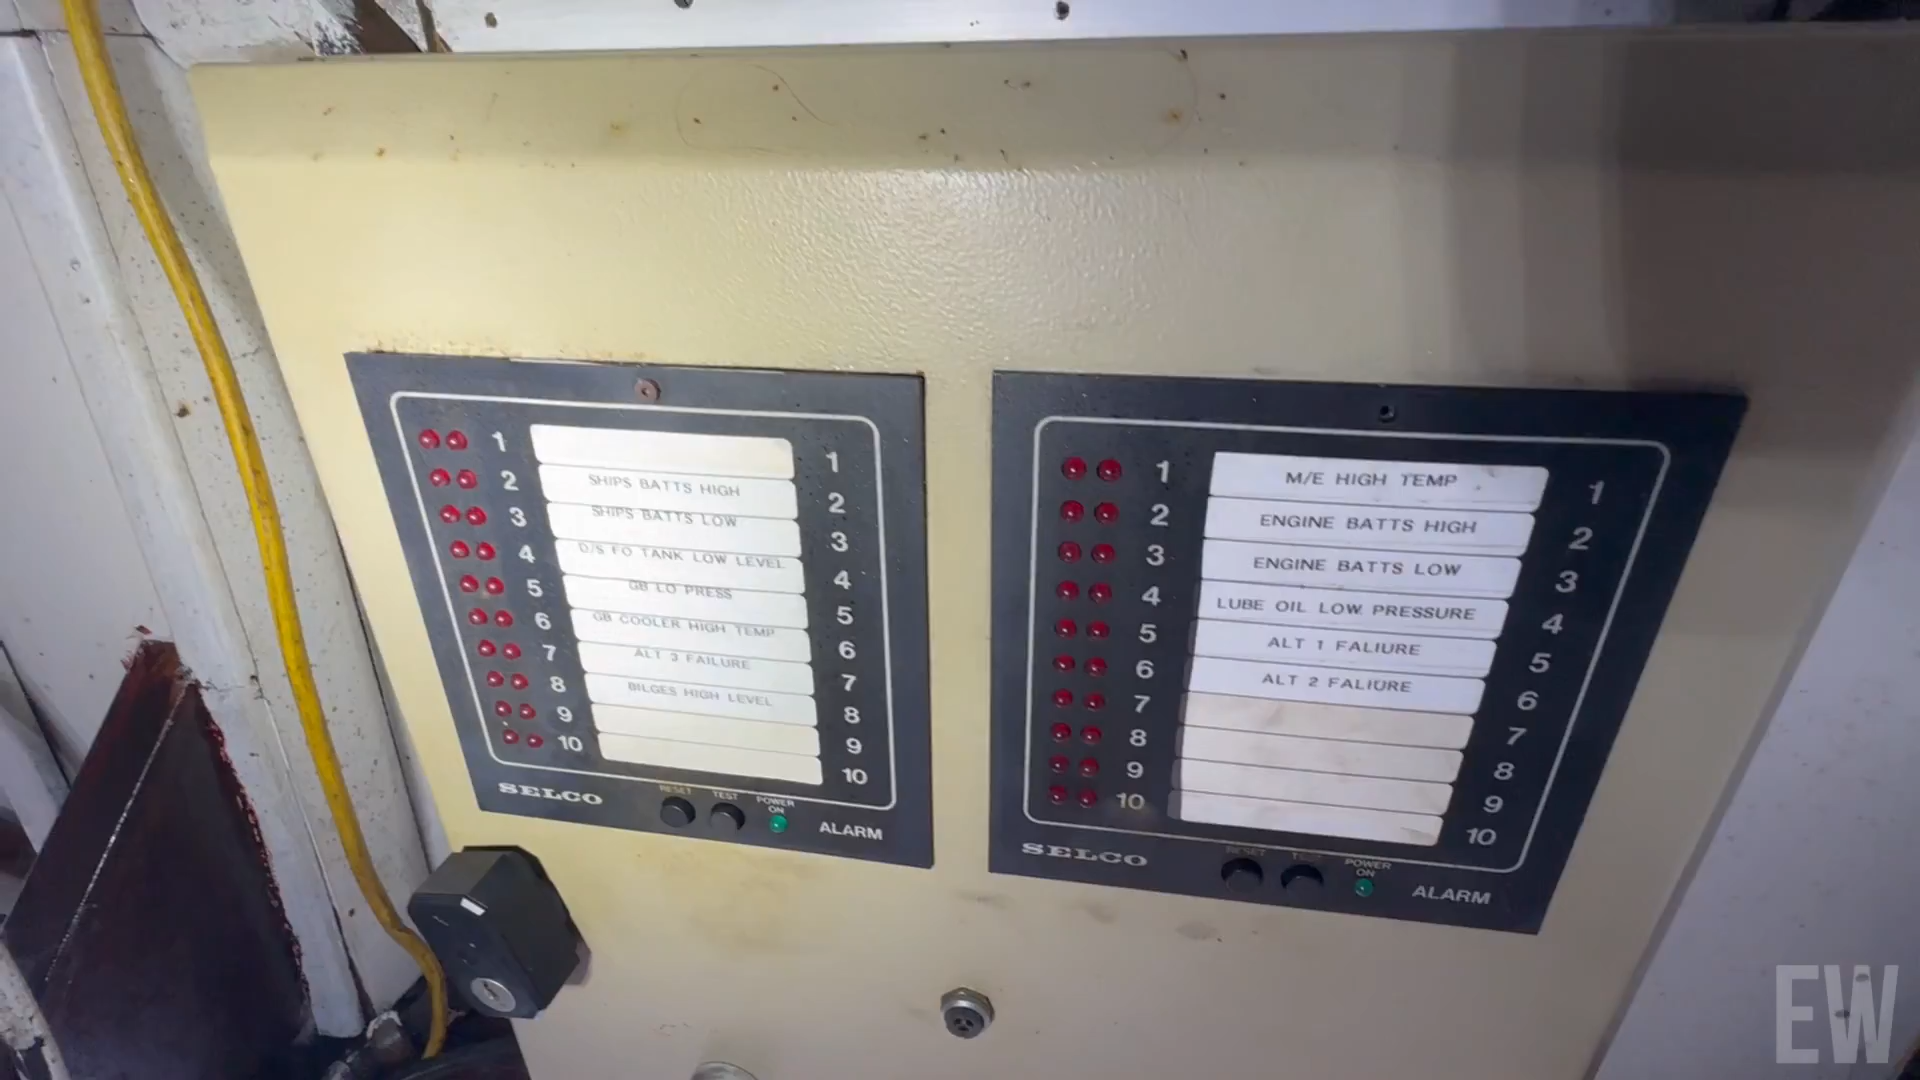 1 1
2 SHIPS BATTS HIGH 2
3 SHIPS BATTS LOW 3
4 D/S FO TANK LOW LEVEL 4
5 GB LO PRESS 5
6 GB COOLER HIGH TEMP 6
7 ALT 3 FAILURE 7
8 BILGES HIGH LEVEL 8
9 9
10 10
SELCO RESET TEST POWER ON ALARM
1 M/E HIGH TEMP 1
2 ENGINE BATTS HIGH 2
3 ENGINE BATTS LOW 3
4 LUBE OIL LOW PRESSURE 4
5 ALT 1 FALIURE 5
6 ALT 2 FALIURE 6
7 7
8 8
9 9
10 10
SELCO RESET TEST POWER ON ALARM
EW